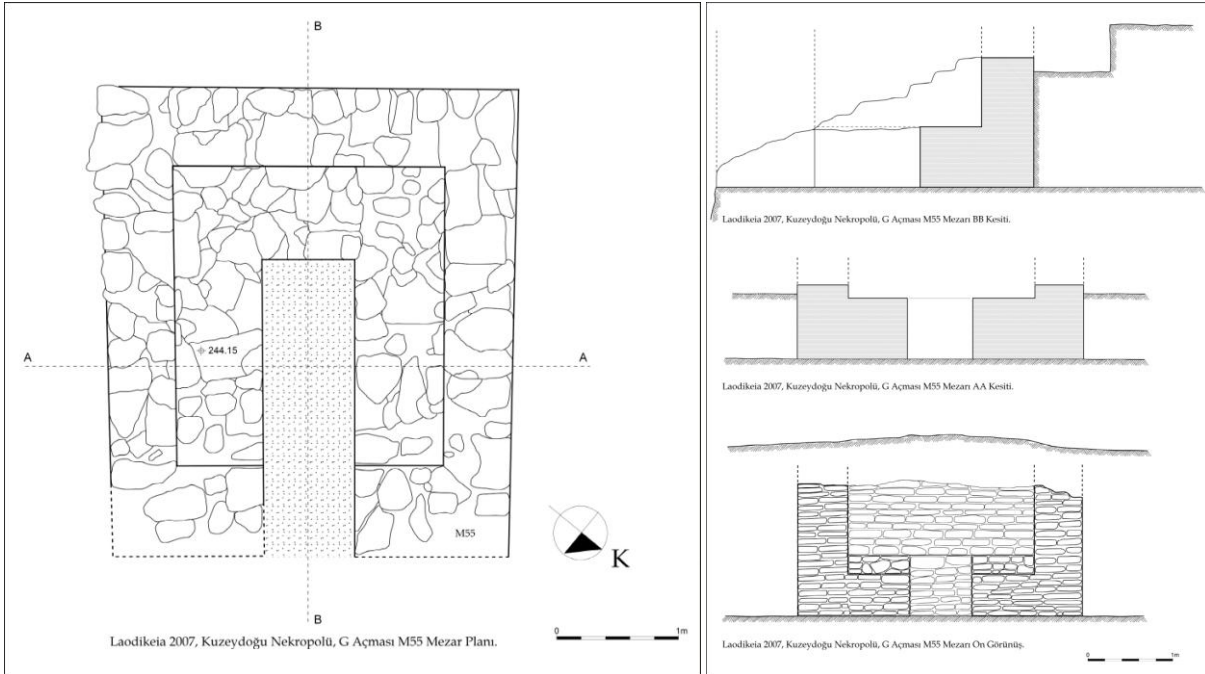 B
A
A
244.15
M55
K
B
Laodikeia 2007, Kuzeydoğu Nekropolü, G Açması M55 Mezar Planı.
0
1m
Laodikeia 2007, Kuzeydoğu Nekropolü, G Açması M55 Mezarı BB Kesiti.
Laodikeia 2007, Kuzeydoğu Nekropolü, G Açması M55 Mezarı AA Kesiti.
Laodikeia 2007, Kuzeydoğu Nekropolü, G Açması M55 Mezarı Ön Görünüş.
0
1m